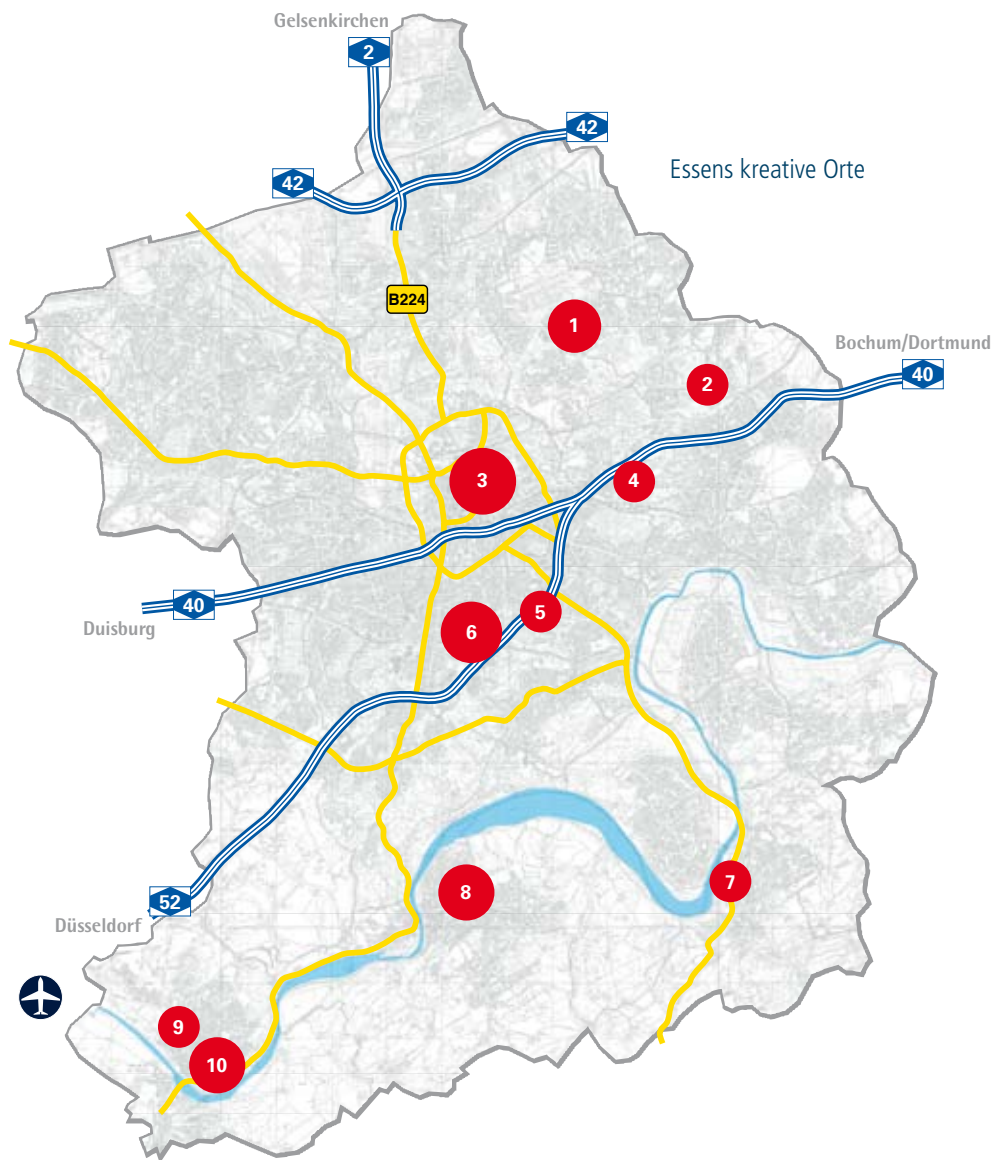 Gelsenkirchen
2
42
42
Essens kreative Orte
B224
1
Bochum/Dortmund
40
2
3
4
40
Duisburg
5
6
7
8
52
Düsseldorf
9
10